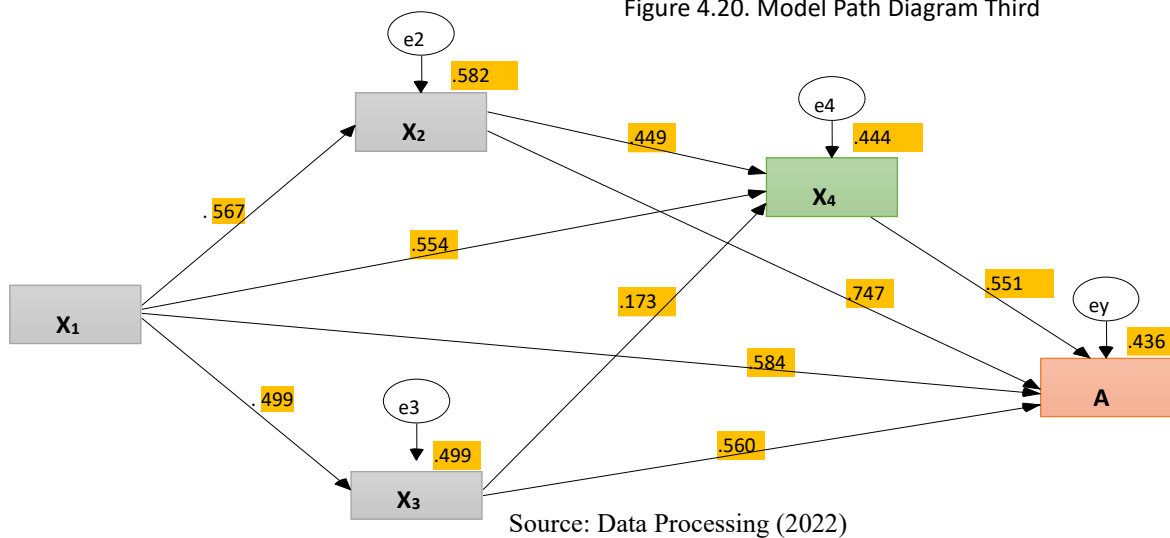 Figure 4.20. Model Path Diagram Third
e2
.582
X2
e4
.449
.444
X4
. 567
.554
.173
.747
.551
ey
X1
.436
.584
A
. 499
e3
.499
.560
X3
Source: Data Processing (2022)